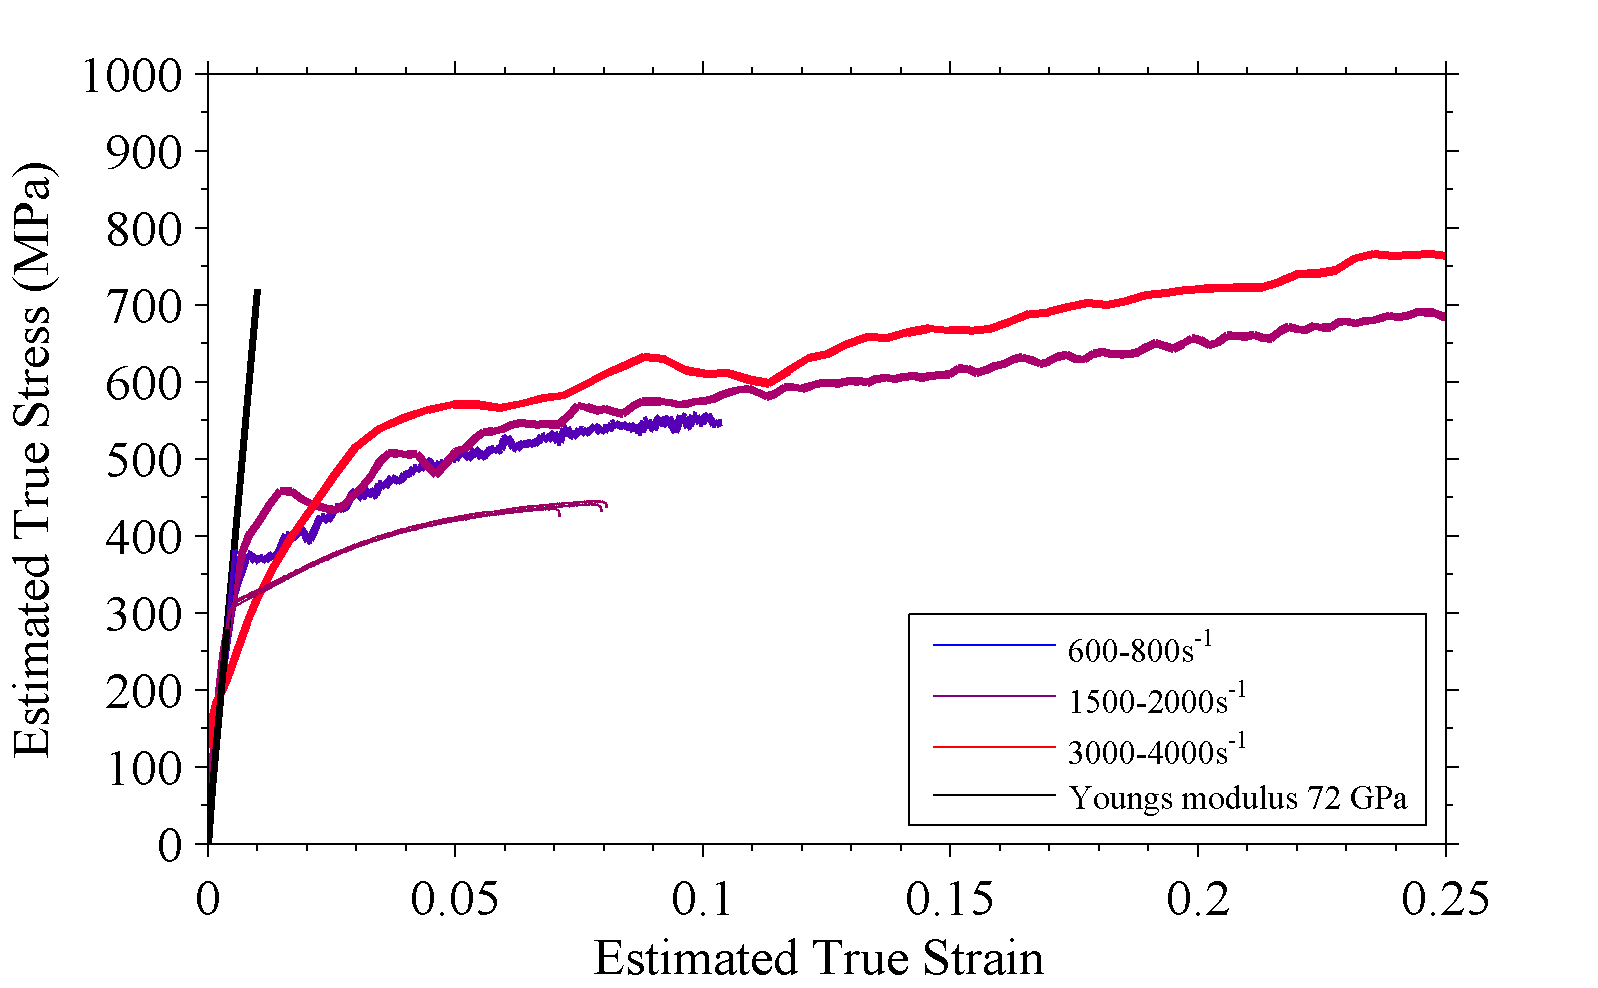 1000
900
800
700
600
500
400
300
200
100
0
Estimated True Stress (MPa)
600-800s-1
1500-2000s-1
3000-4000s-1
Youngs modulus 72 GPa
0 0.05 0.1 0.15 0.2 0.25
Estimated True Strain